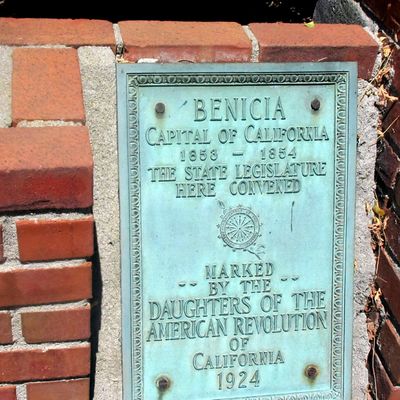 BENICIA
CAPITAL OF CALIFORNIA
1853 — 1854
THE STATE LEGISLATURE
HERE CONVENED
MARKED
-- BY THE --
DAUGHTERS OF THE
AMERICAN REVOLUTION
OF
CALIFORNIA
1924